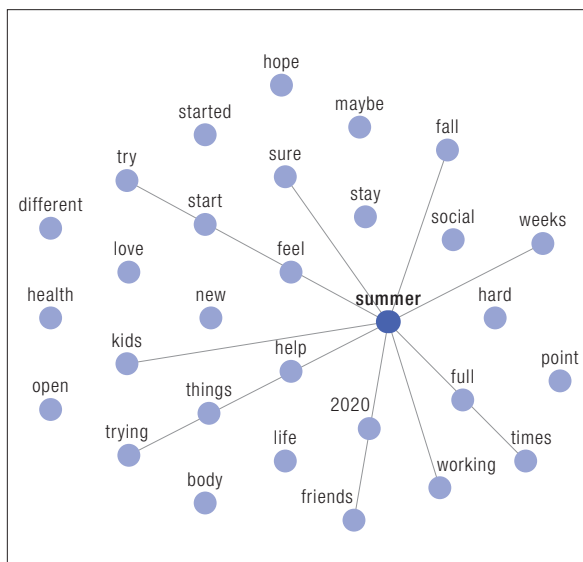 hope
started
maybe
fall
try
sure
different
start
stay
social
weeks
love
feel
health
new
summer
hard
kids
help
point
open
things
2020
full
trying
life
times
body
friends
working